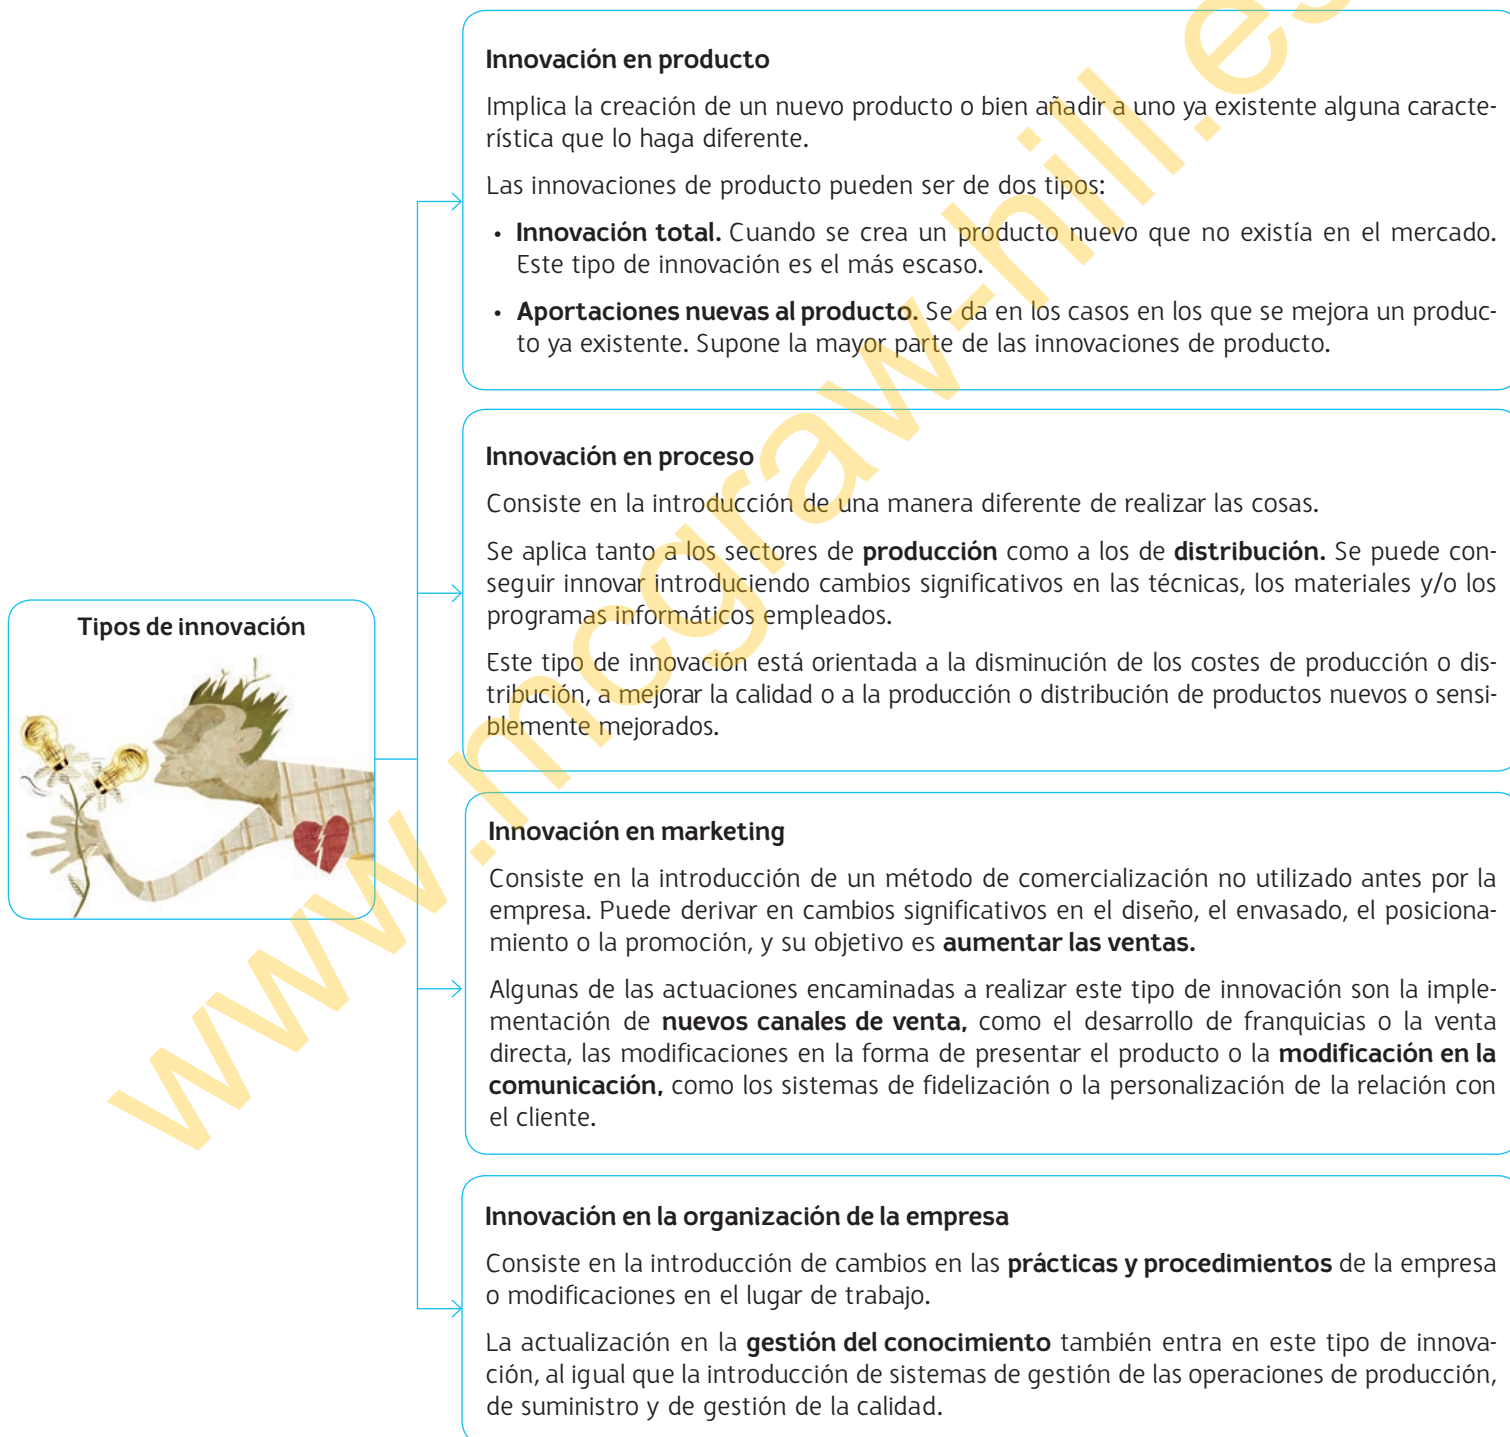 Innovación en producto
Implica la creación de un nuevo producto o bien añadir a uno ya existente alguna caracte-
rística que lo haga diferente.
Las innovaciones de producto pueden ser de dos tipos:
• Innovación total. Cuando se crea un producto nuevo que no existía en el mercado.
Este tipo de innovación es el más escaso.
• Aportaciones nuevas al producto. Se da en los casos en los que se mejora un produc-
to ya existente. Supone la mayor parte de las innovaciones de producto.
Innovación en proceso
Consiste en la introducción de una manera diferente de realizar las cosas.
Se aplica tanto a los sectores de producción como a los de distribución. Se puede con-
seguir innovar introduciendo cambios significativos en las técnicas, los materiales y/o los
programas informáticos empleados.
Este tipo de innovación está orientada a la disminución de los costes de producción o dis-
tribución, a mejorar la calidad o a la producción o distribución de productos nuevos o sensi-
blemente mejorados.
Tipos de innovación
Innovación en marketing
Consiste en la introducción de un método de comercialización no utilizado antes por la
empresa. Puede derivar en cambios significativos en el diseño, el envasado, el posiciona-
miento o la promoción, y su objetivo es aumentar las ventas.
Algunas de las actuaciones encaminadas a realizar este tipo de innovación son la imple-
mentación de nuevos canales de venta, como el desarrollo de franquicias o la venta
directa, las modificaciones en la forma de presentar el producto o la modificación en la
comunicación, como los sistemas de fidelización o la personalización de la relación con
el cliente.
Innovación en la organización de la empresa
Consiste en la introducción de cambios en las prácticas y procedimientos de la empresa
o modificaciones en el lugar de trabajo.
La actualización en la gestión del conocimiento también entra en este tipo de innova-
ción, al igual que la introducción de sistemas de gestión de las operaciones de producción,
de suministro y de gestión de la calidad.
www.mcgraw-hill.es